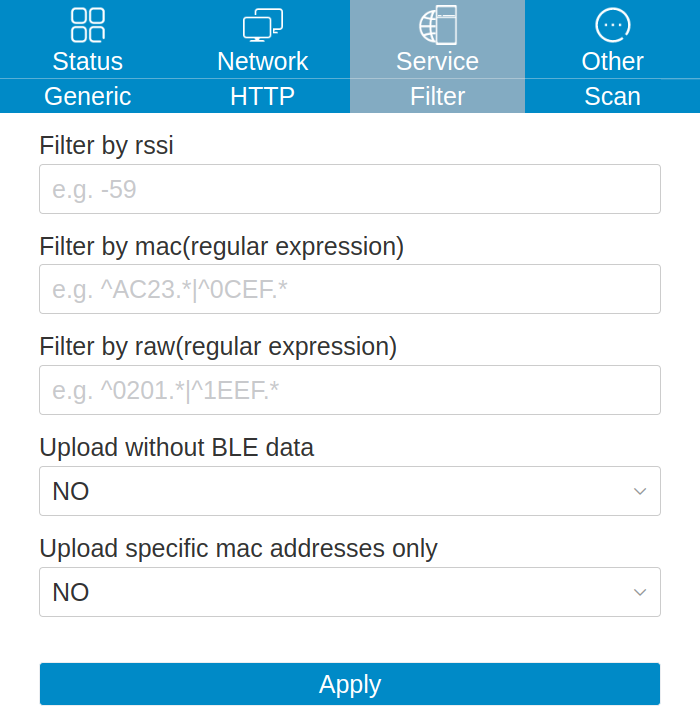 Status Network Service Other
Generic HTTP Filter Scan
Filter by rssi
e.g. -59
Filter by mac(regular expression)
e.g. ^AC23.*|^0CEF.*
Filter by raw(regular expression)
e.g. ^0201.*|^1EEF.*
Upload without BLE data
NO
Upload specific mac addresses only
NO
Apply